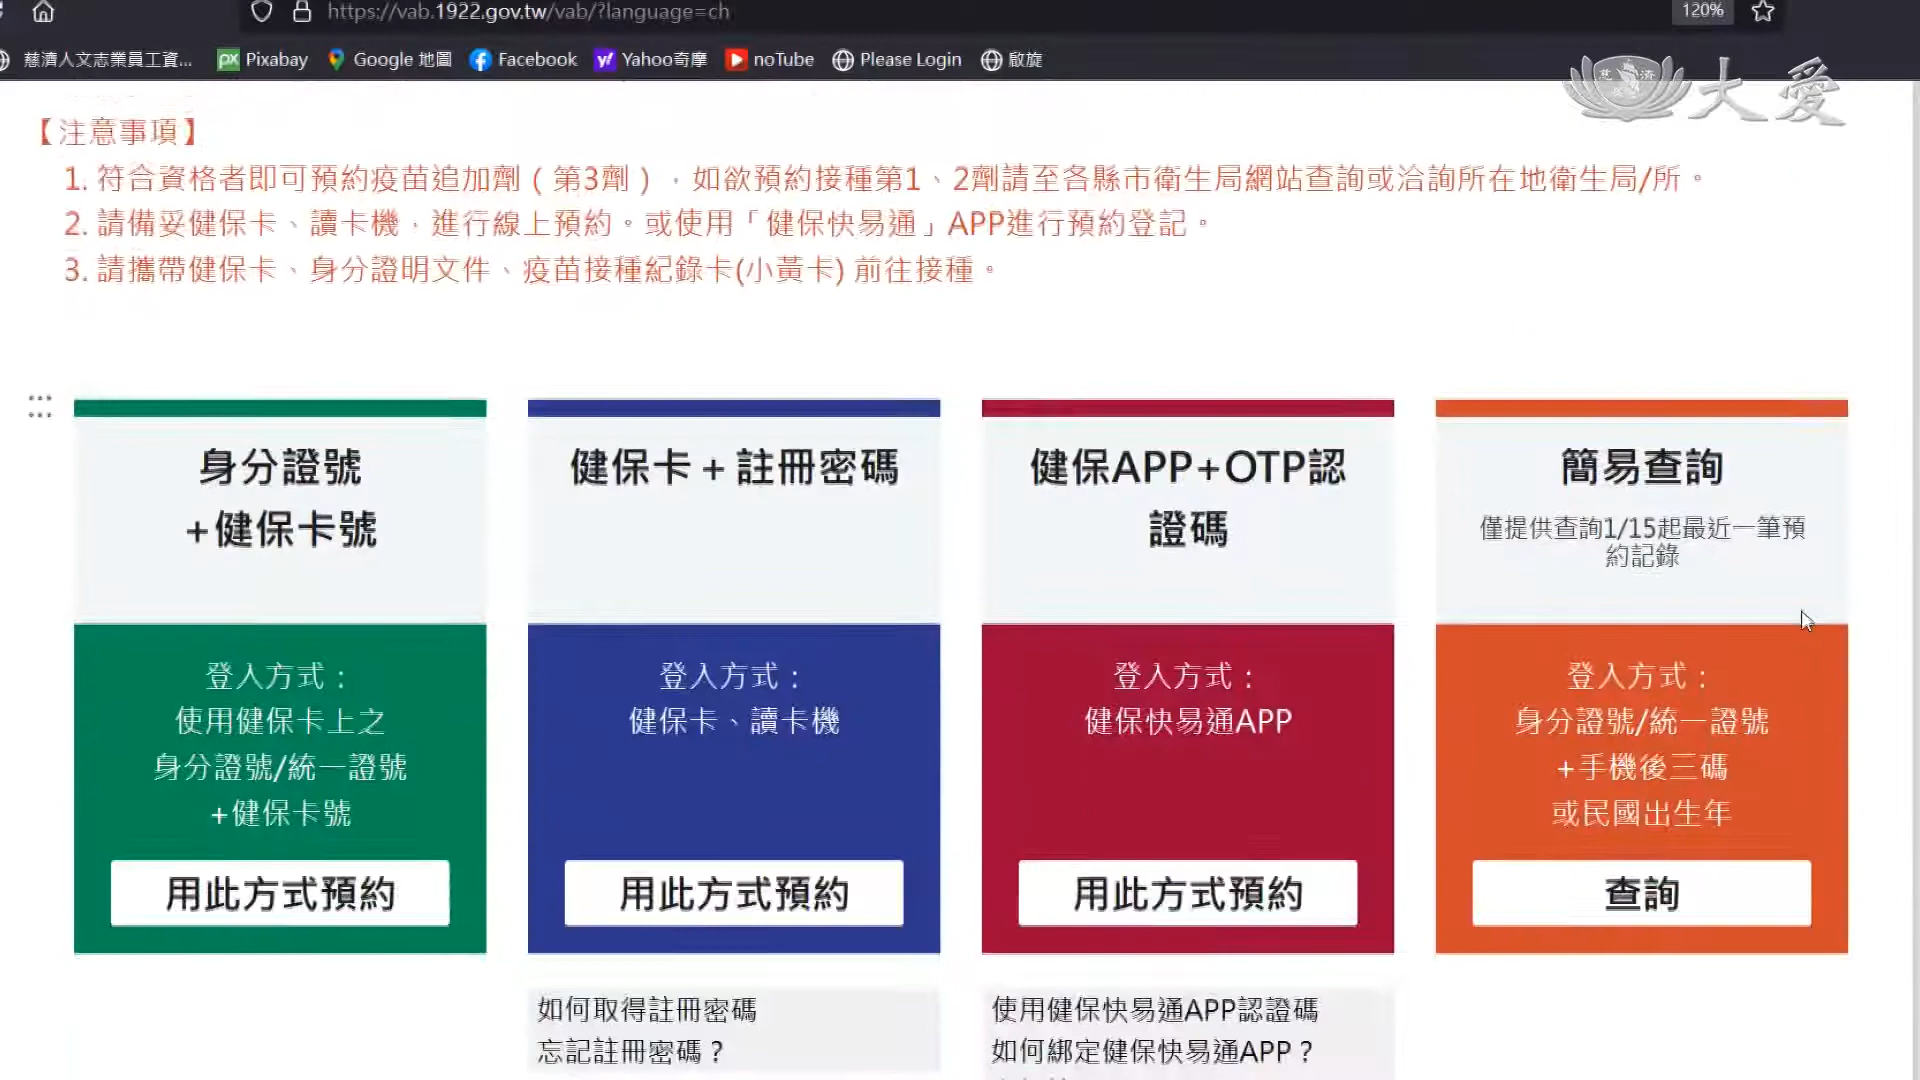 https://vab.1922.gov.tw/vab/?language=ch
120%
慈濟人文志業員工資...
px Pixabay
Google 地圖
Facebook
y! Yahoo奇摩
noTube
Please Login
啟旋
大愛
【注意事項】
1. 符合資格者即可預約疫苗追加劑（第3劑），如欲預約接種第1、2劑請至各縣市衛生局網站查詢或洽詢所在地衛生局/所。
2. 請備妥健保卡、讀卡機，進行線上預約。或使用「健保快易通」APP進行預約登記。
3. 請攜帶健保卡、身分證明文件、疫苗接種紀錄卡(小黃卡) 前往接種。
身分證號
+健保卡號
登入方式：
使用健保卡上之
身分證號/統一證號
+健保卡號
用此方式預約
健保卡＋註冊密碼
登入方式：
健保卡、讀卡機
用此方式預約
如何取得註冊密碼
忘記註冊密碼？
健保APP+OTP認
證碼
登入方式：
健保快易通APP
用此方式預約
使用健保快易通APP認證碼
如何綁定健保快易通APP？
簡易查詢
僅提供查詢1/15起最近一筆預
約記錄
登入方式：
身分證號/統一證號
+手機後三碼
或民國出生年
查詢